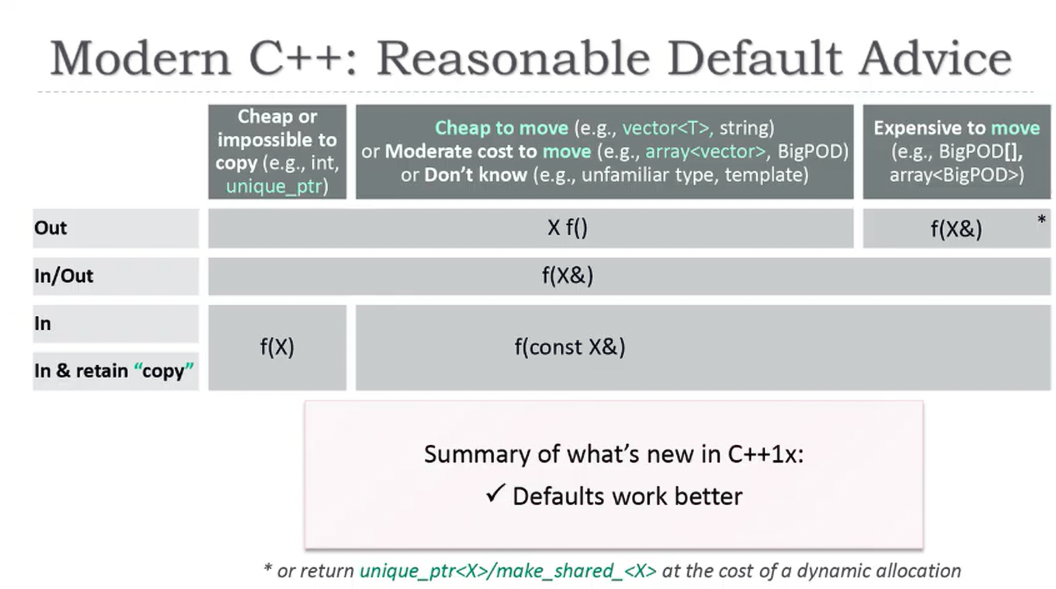 Modern C++: Reasonable Default Advice
Cheap or
impossible to
copy (e.g., int,
unique_ptr)
Cheap to move (e.g., vector<T>, string)
or Moderate cost to move (e.g., array<vector>, BigPOD)
or Don't know (e.g., unfamiliar type, template)
Expensive to move
(e.g., BigPOD[],
array<BigPOD>)
Out
X f()
f(X&) *
In/Out
f(X&)
In
In & retain “copy”
f(X)
f(const X&)
Summary of what's new in C++1x:
✓ Defaults work better
* or return unique_ptr<X>/make_shared_<X> at the cost of a dynamic allocation